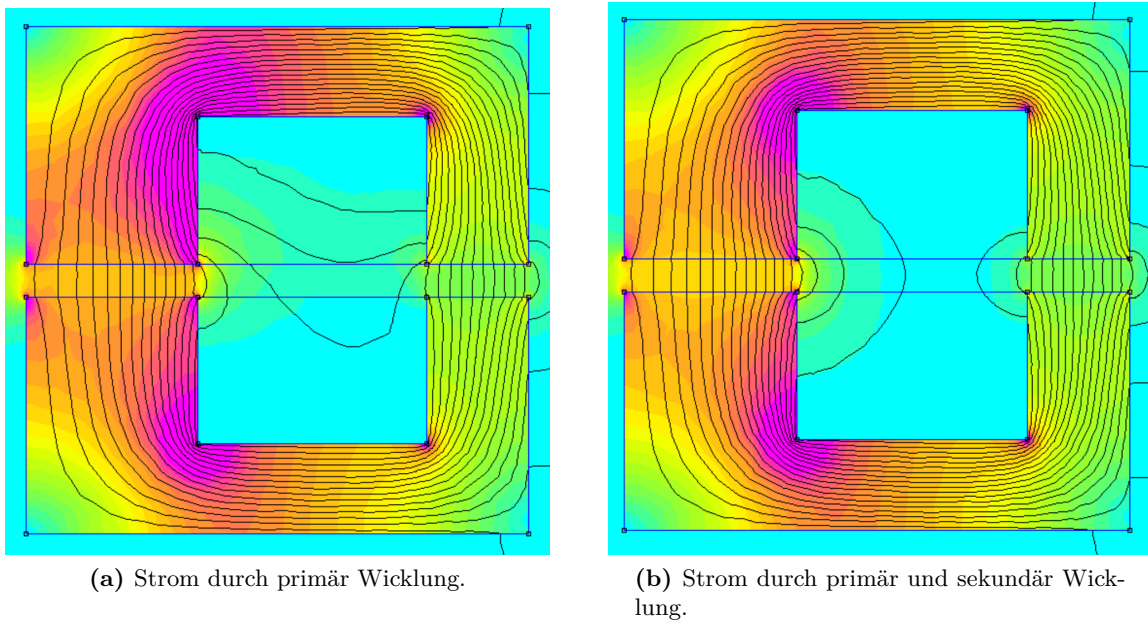 (a) Strom durch primär Wicklung.
(b) Strom durch primär und sekundär Wick-
lung.